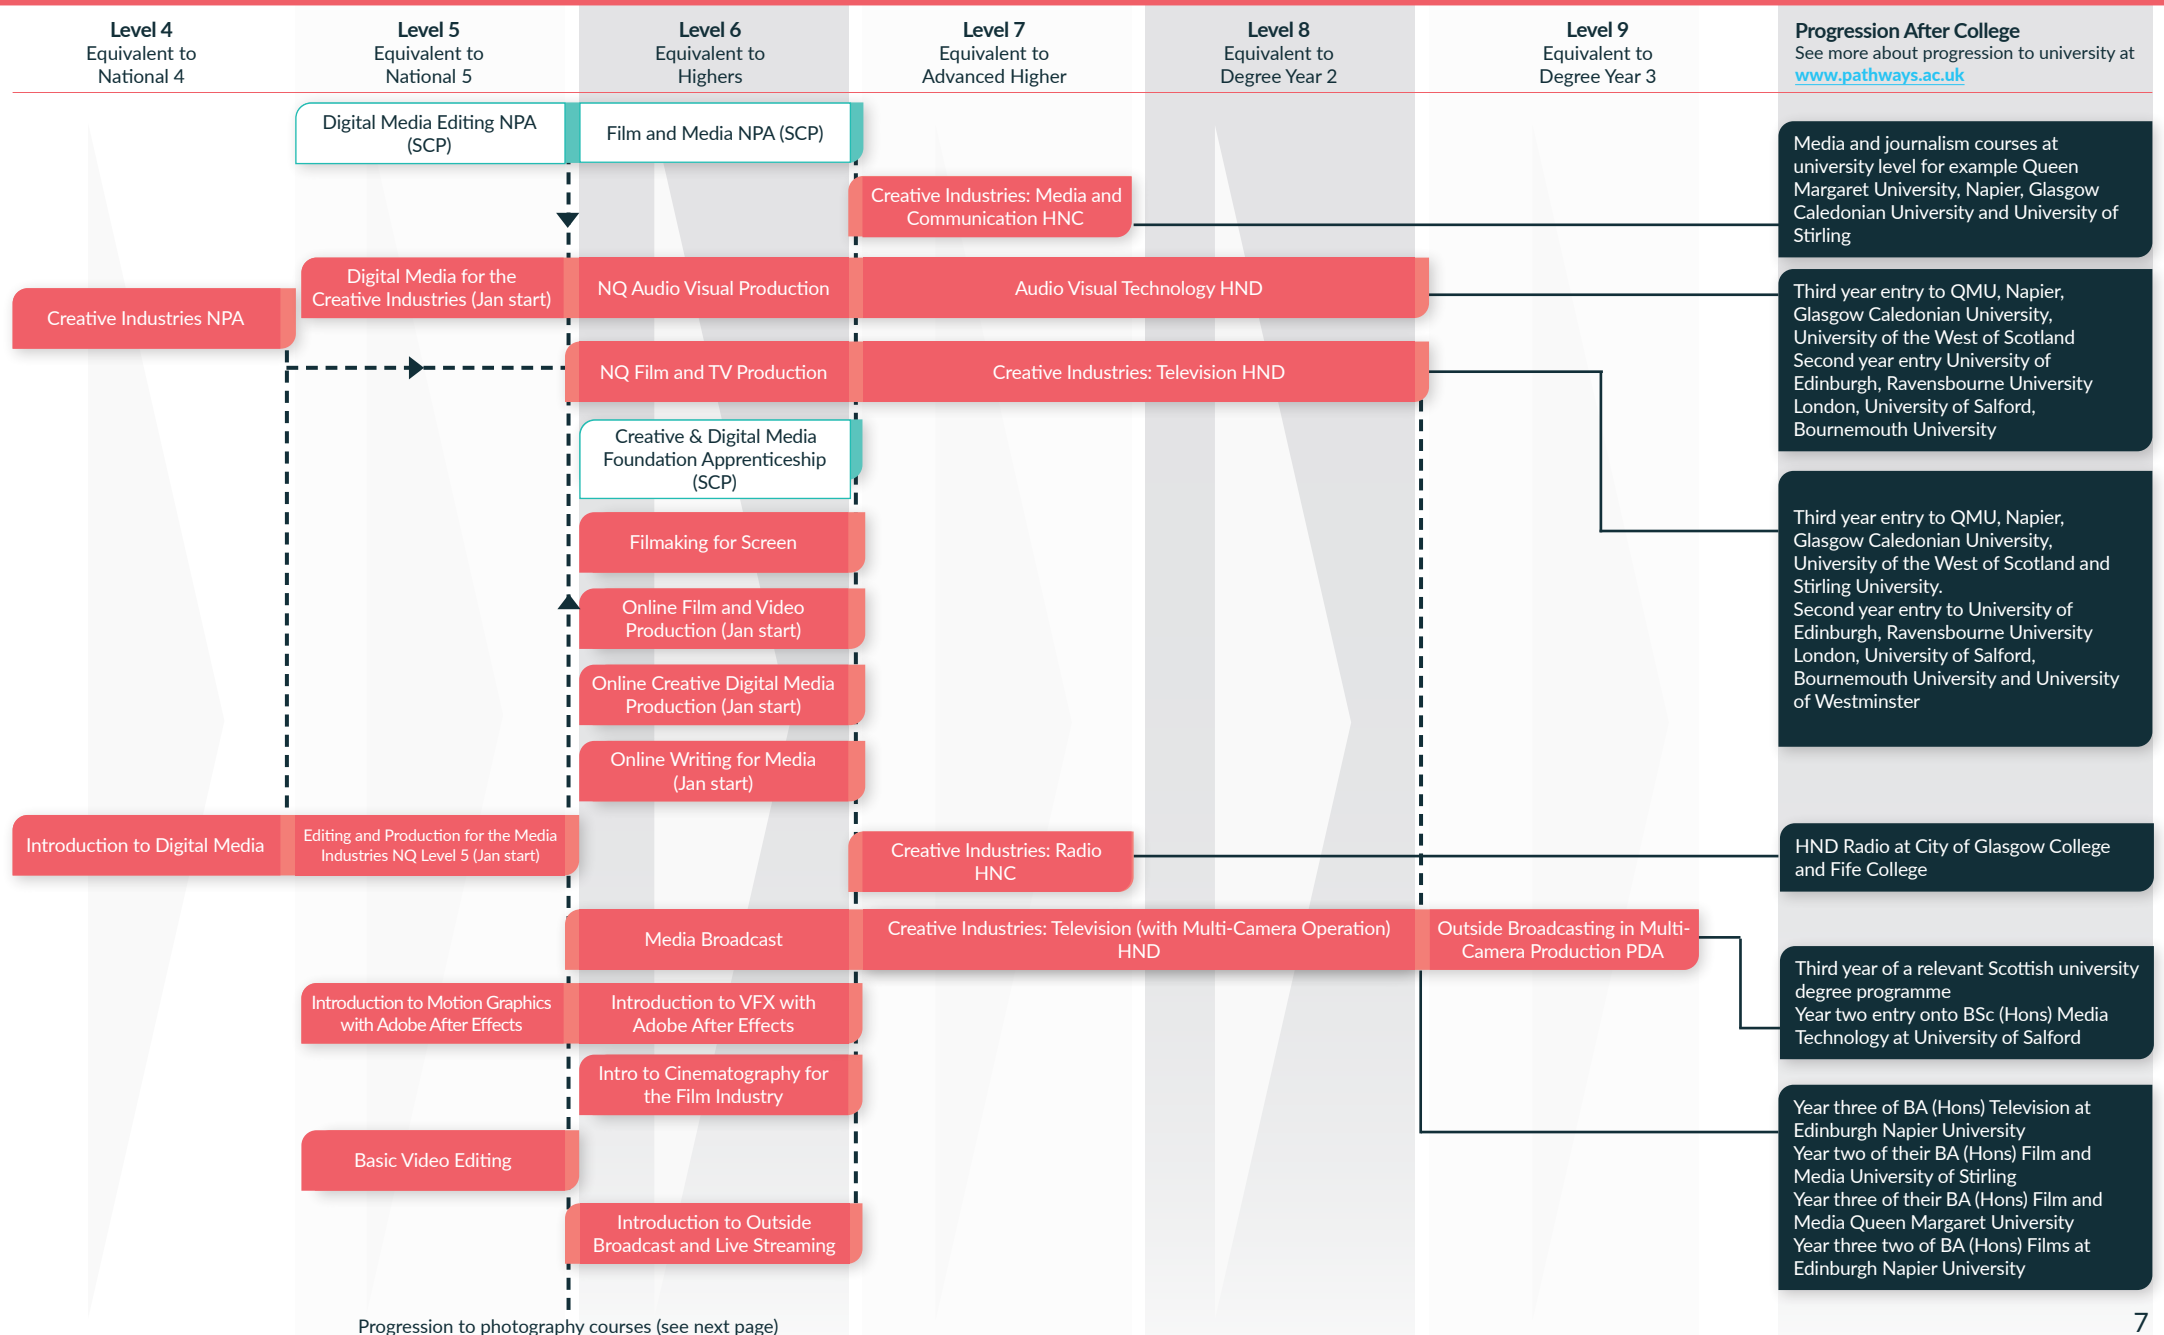 Level 4
Equivalent to
National 4
Level 5
Equivalent to
National 5
Level 6
Equivalent to
Highers
Level 7
Equivalent to
Advanced Higher
Level 8
Equivalent to
Degree Year 2
Level 9
Equivalent to
Degree Year 3
Progression After College
See more about progression to university at
www.pathways.ac.uk
Digital Media Editing NPA
(SCP)
Film and Media NPA (SCP)
Media and journalism courses at
university level for example Queen
Margaret University, Napier, Glasgow
Caledonian University and University of
Stirling
Creative Industries: Media and
Communication HNC
Creative Industries NPA
Digital Media for the
Creative Industries (Jan start)
NQ Audio Visual Production
Audio Visual Technology HND
Third year entry to QMU, Napier,
Glasgow Caledonian University,
University of the West of Scotland
Second year entry University of
Edinburgh, Ravensbourne University
London, University of Salford,
Bournemouth University
NQ Film and TV Production
Creative Industries: Television HND
Creative & Digital Media
Foundation Apprenticeship
(SCP)
Filmaking for Screen
Third year entry to QMU, Napier,
Glasgow Caledonian University,
University of the West of Scotland and
Stirling University.
Second year entry to University of
Edinburgh, Ravensbourne University
London, University of Salford,
Bournemouth University and University
of Westminster
Online Film and Video
Production (Jan start)
Online Creative Digital Media
Production (Jan start)
Online Writing for Media
(Jan start)
Introduction to Digital Media
Editing and Production for the Media
Industries NQ Level 5 (Jan start)
Creative Industries: Radio
HNC
HND Radio at City of Glasgow College
and Fife College
Media Broadcast
Creative Industries: Television (with Multi-Camera Operation)
HND
Outside Broadcasting in Multi-
Camera Production PDA
Third year of a relevant Scottish university
degree programme
Year two entry onto BSc (Hons) Media
Technology at University of Salford
Introduction to Motion Graphics
with Adobe After Effects
Introduction to VFX with
Adobe After Effects
Intro to Cinematography for
the Film Industry
Basic Video Editing
Year three of BA (Hons) Television at
Edinburgh Napier University
Year two of their BA (Hons) Film and
Media University of Stirling
Year three of their BA (Hons) Film and
Media Queen Margaret University
Year three two of BA (Hons) Films at
Edinburgh Napier University
Introduction to Outside
Broadcast and Live Streaming
Progression to photography courses (see next page)
7